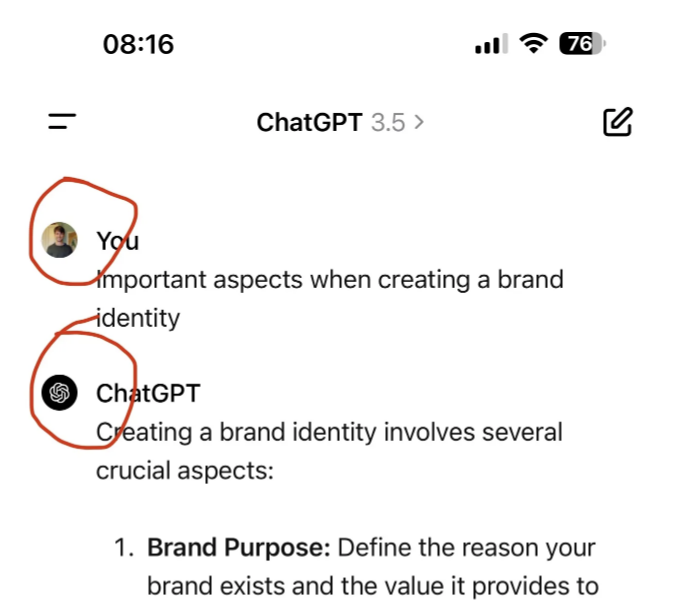 08:16
76
ChatGPT 3.5 >
You
Important aspects when creating a brand
identity
ChatGPT
Creating a brand identity involves several
crucial aspects:
1. Brand Purpose: Define the reason your
brand exists and the value it provides to